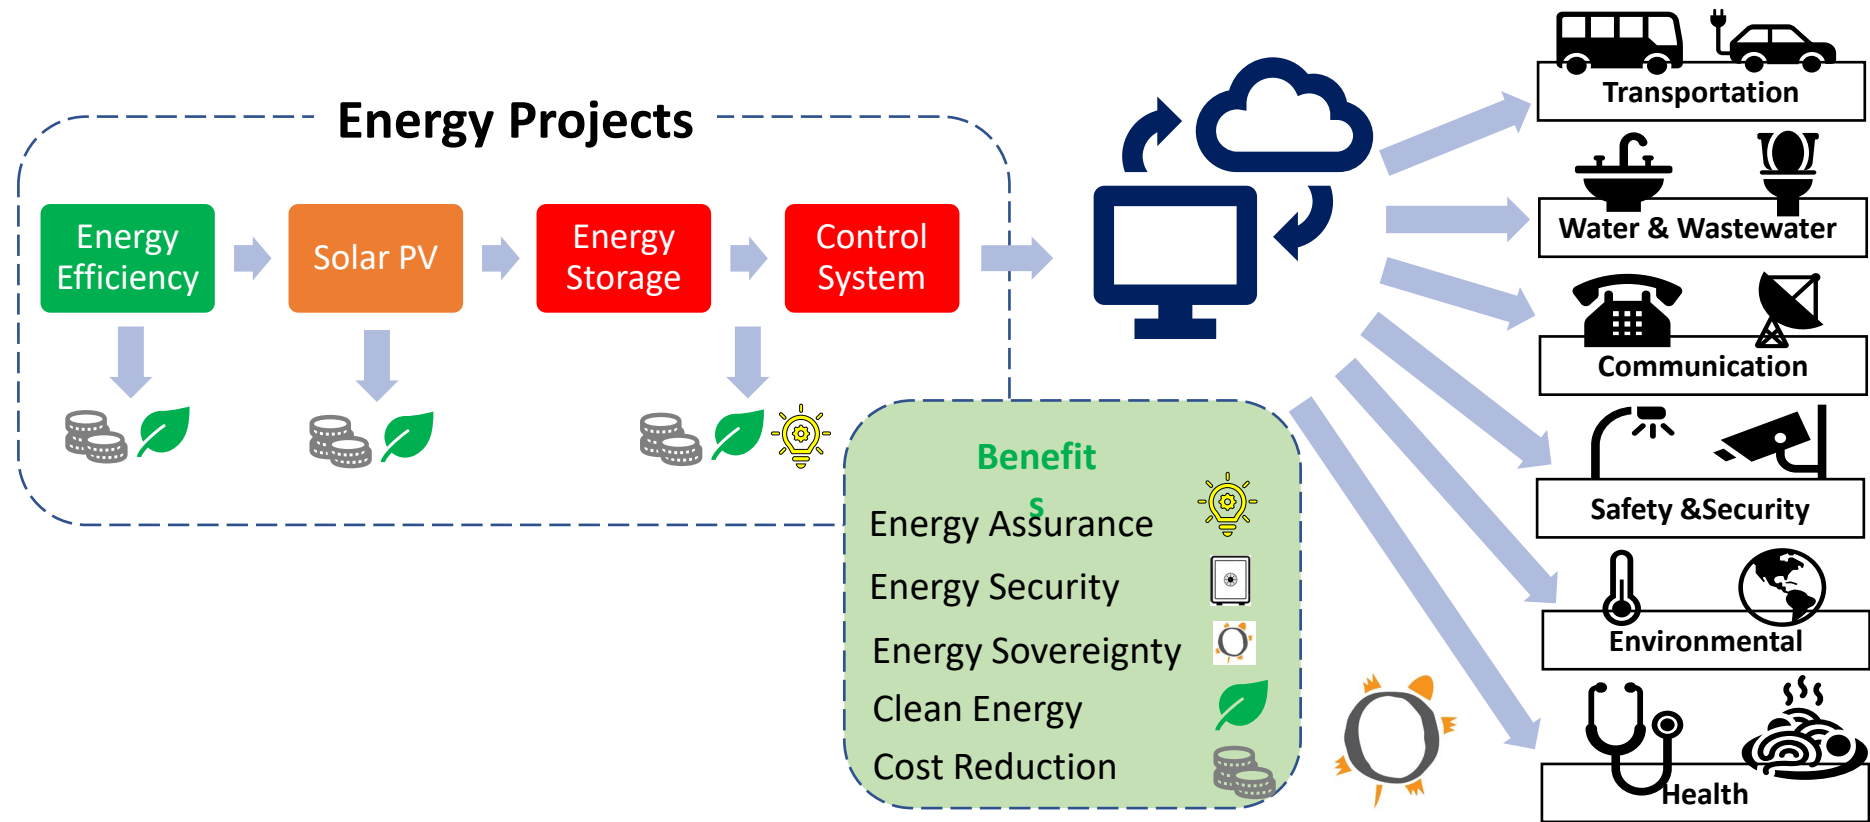 Energy Projects
Energy
Efficiency
Solar PV
Energy
Storage
Control
System
Benefit
s
Energy Assurance
Energy Security
Energy Sovereignty
Clean Energy
Cost Reduction
Transportation
Water & Wastewater
Communication
Safety &Security
Environmental
Health